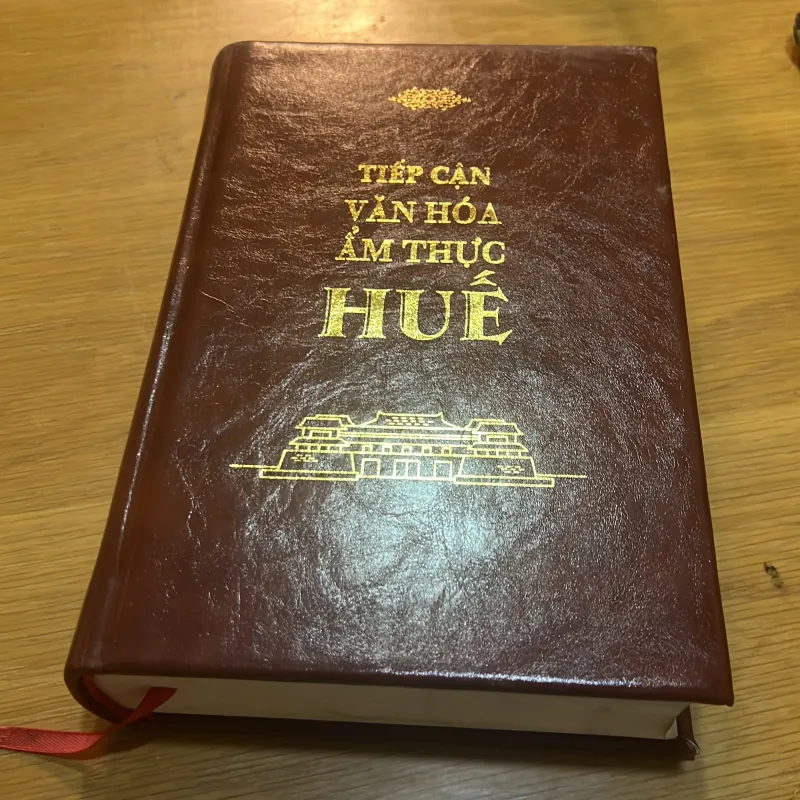 TIẾP CẬN
VĂN HÓA
ẨM THỰC
HUẾ